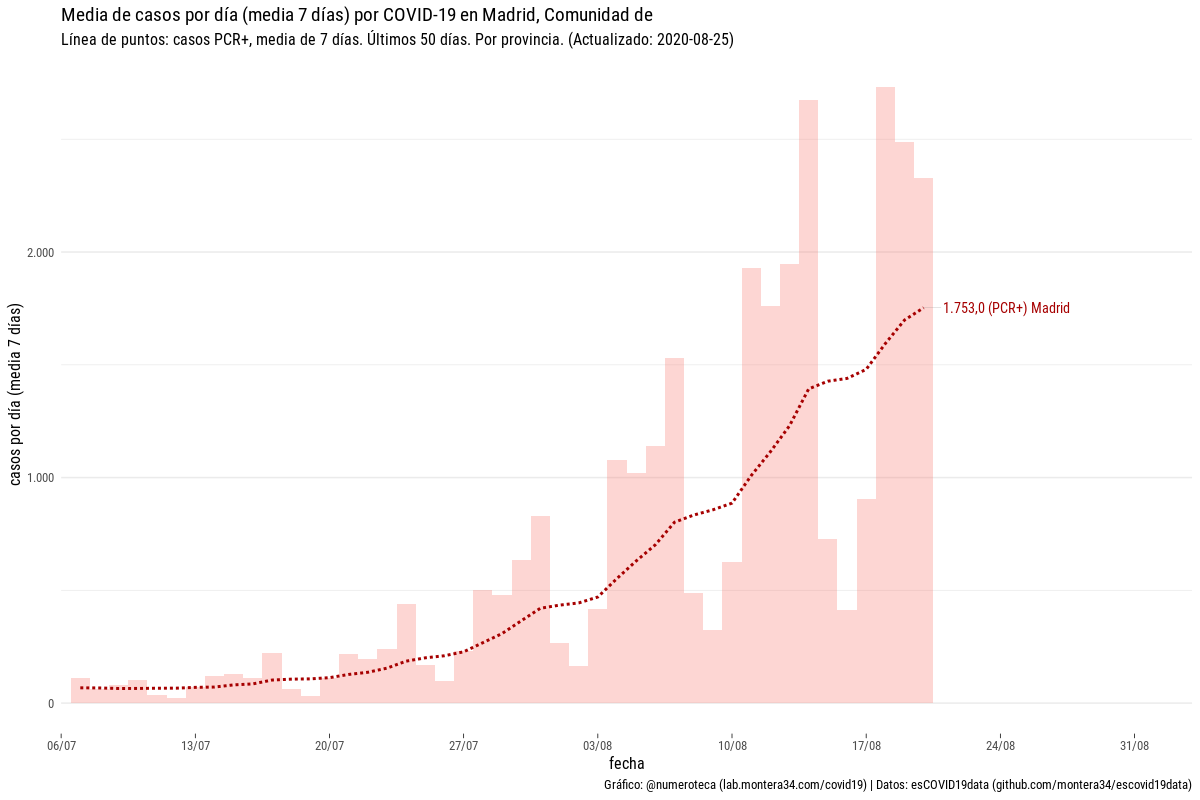 Media de casos por día (media 7 días) por COVID-19 en Madrid, Comunidad de
Línea de puntos: casos PCR+, media de 7 días. Últimos 50 días. Por provincia. (Actualizado: 2020-08-25)
casos por día (media 7 días)
2.000
1.000
0
1.753,0 (PCR+) Madrid
06/07
13/07
20/07
27/07
03/08
10/08
17/08
24/08
31/08
fecha
Gráfico: @numeroteca (lab.montera34.com/covid19) | Datos: esCOVID19data (github.com/montera34/escovid19data)